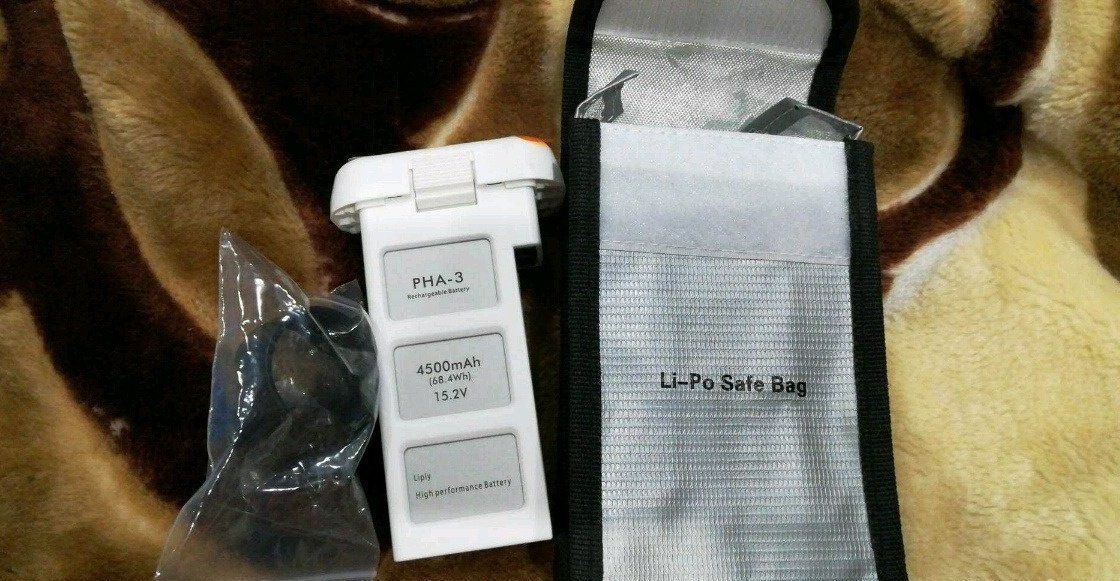 PHA-3
Rechargeable Battery
4500mAh
(68.4Wh)
15.2V
Liply
High performance Battery
Li-Po Safe Bag